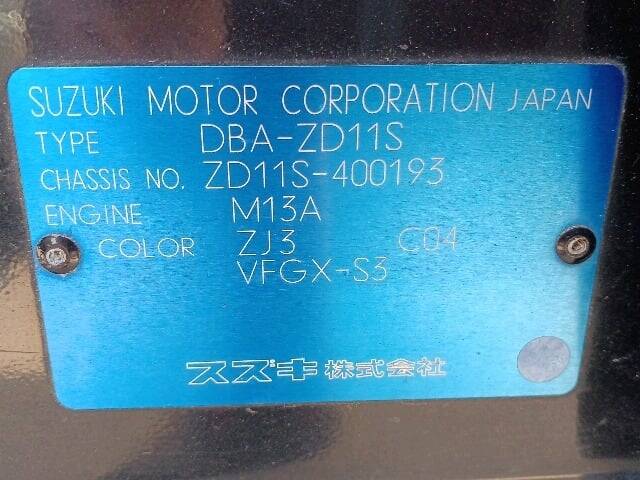 SUZUKI MOTOR CORPORATION JAPAN
TYPE DBA-ZD11S
CHASSIS NO. ZD11S-400193
ENGINE M13A
COLOR ZJ3 C04
VFGX-S3
スズキ株式会社